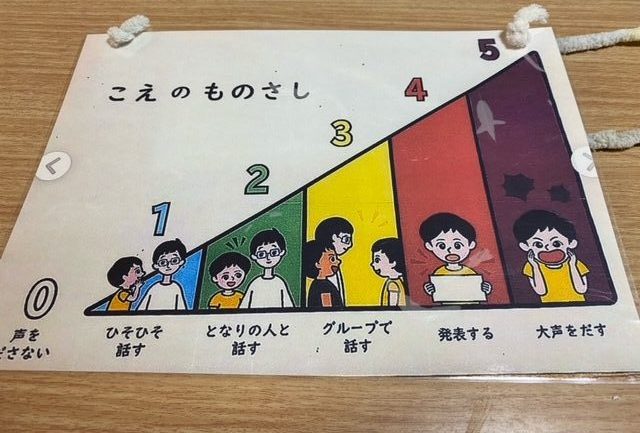 こえのものさし
5
4
3
2
1
0
声を
ださない
ひそひそ
話す
となりの人と
話す
グループで
話す
発表する
大声をだす